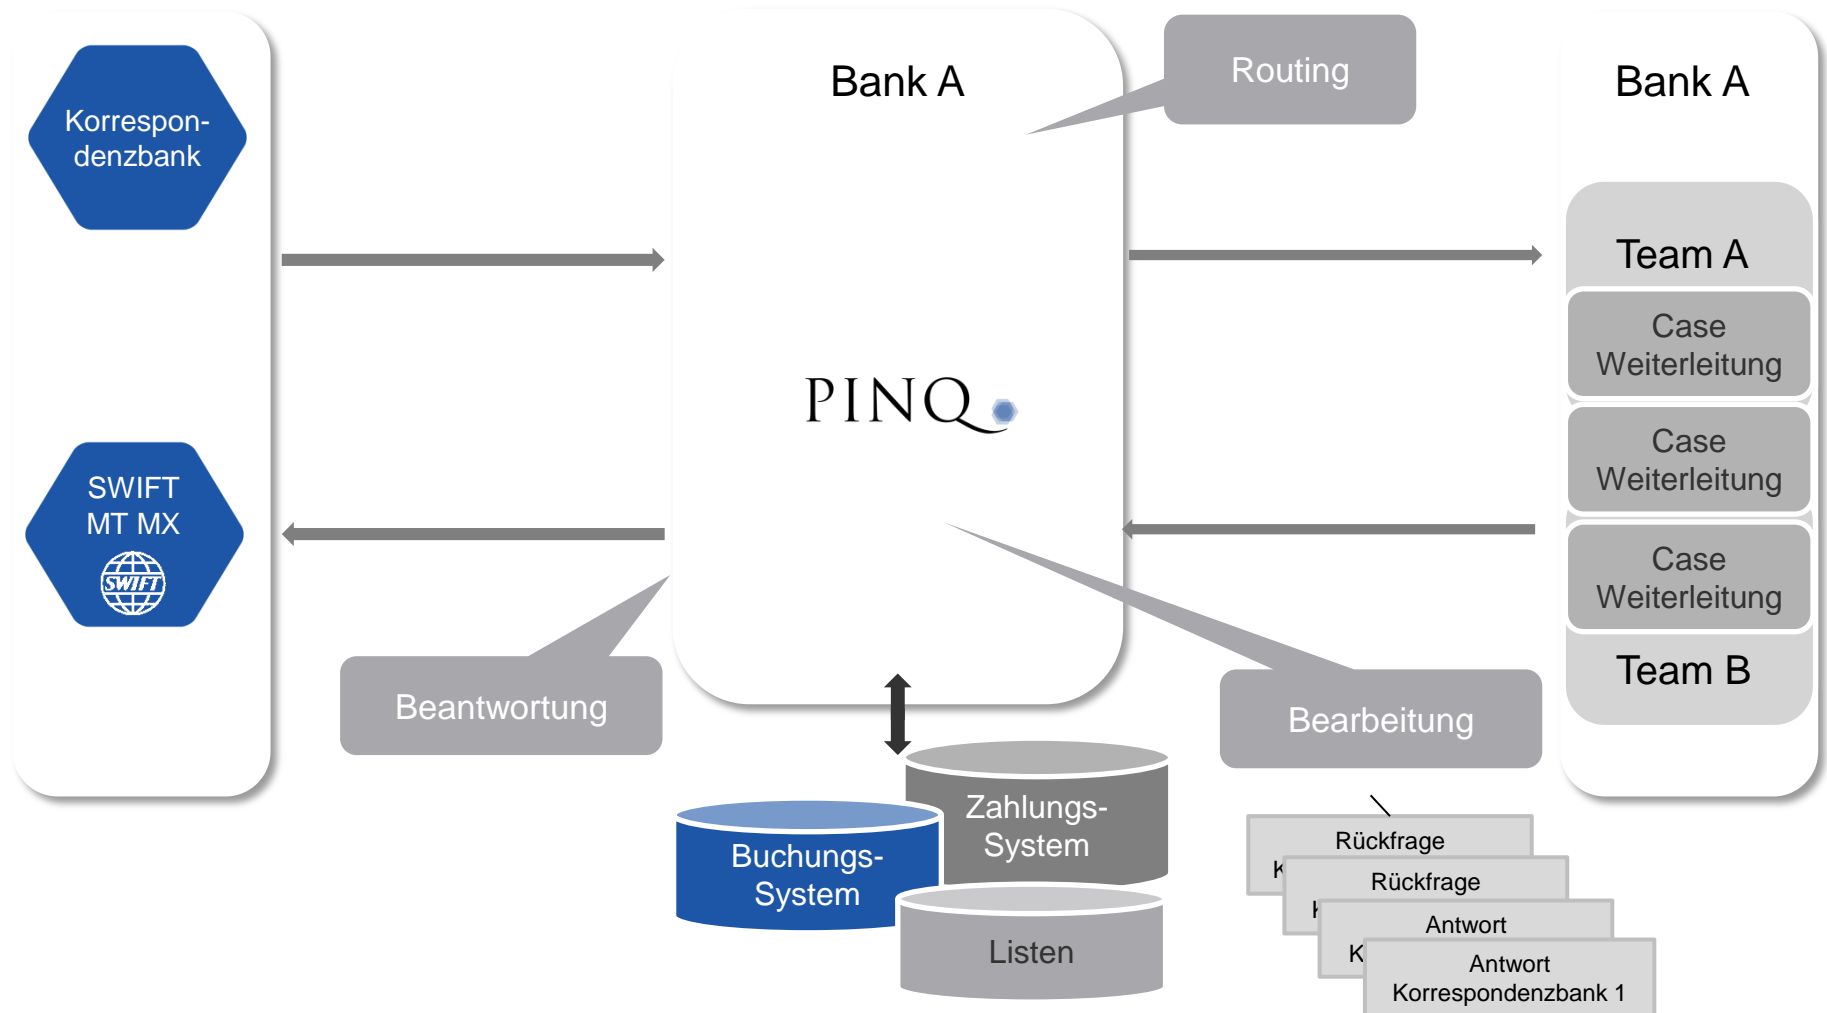 Korrespon-
denzbank
SWIFT
MT MX
SWIFT
Bank A
PINQ
Routing
Beantwortung
Bearbeitung
Bank A
Team A
Case
Weiterleitung
Case
Weiterleitung
Case
Weiterleitung
Team B
Zahlungs-
System
Buchungs-
System
Listen
Rückfrage
K
Rückfrage
K
Antwort
K
Antwort
Korrespondenzbank 1